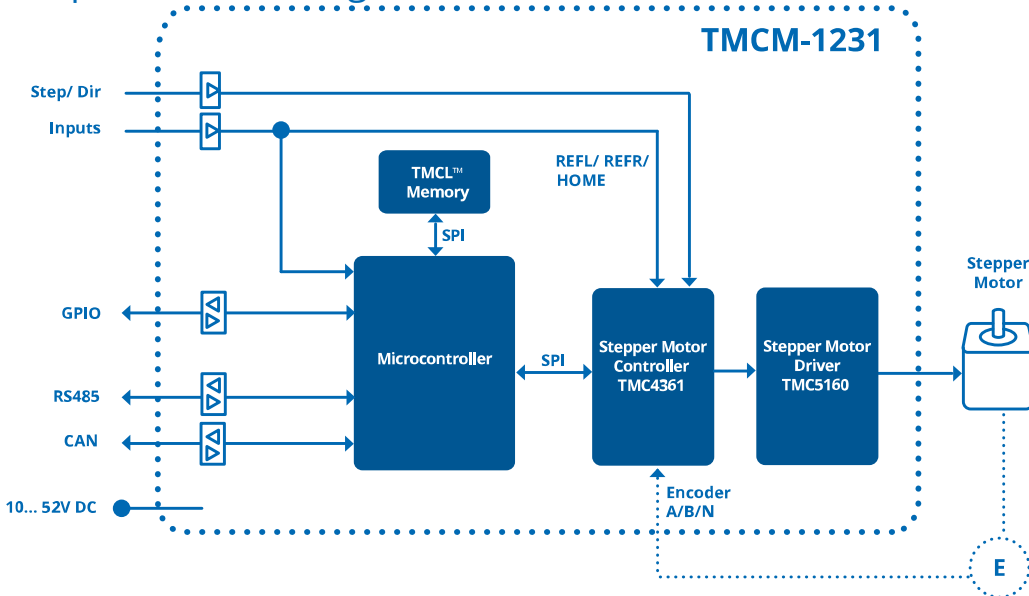 TMCM-1231
Step/ Dir
Inputs
TMCL™
Memory
REFL/ REFR/
HOME
SPI
Stepper
Motor
GPIO
Microcontroller
SPI
Stepper Motor
Controller
TMC4361
Stepper Motor
Driver
TMC5160
RS485
CAN
10... 52V DC
Encoder
A/B/N
E